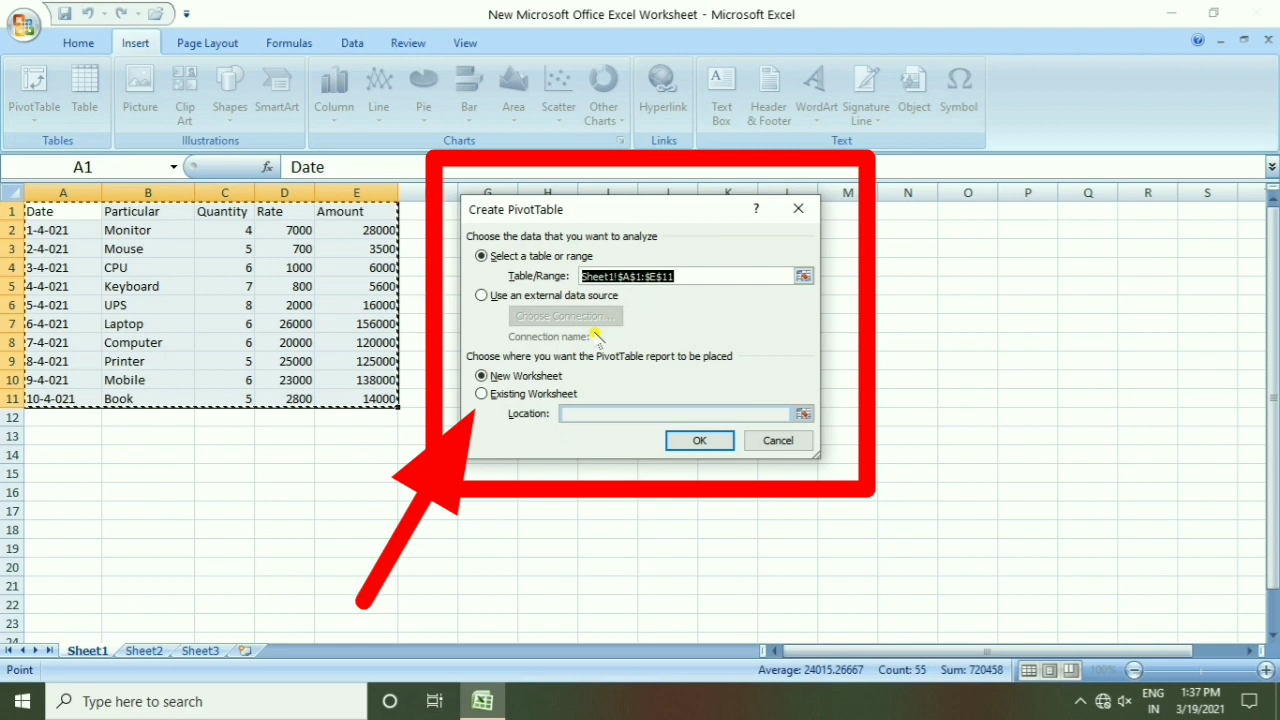 New Microsoft Office Excel Worksheet - Microsoft Excel
Home Insert Page Layout Formulas Data Review View
PivotTable Table Picture Clip Art Shapes SmartArt Column Line Pie Bar Area Scatter Other Charts Hyperlink Text Box Header & Footer WordArt Signature Line Object Symbol
Tables Illustrations Charts Links Text
A1 fx Date
A B C D E G H I J K L M N O P Q R S
1 Date Particular Quantity Rate Amount
2 1-4-021 Monitor 4 7000 28000
3 2-4-021 Mouse 5 700 3500
4 3-4-021 CPU 6 1000 6000
5 4-4-021 Keyboard 7 800 5600
6 5-4-021 UPS 8 2000 16000
7 6-4-021 Laptop 6 26000 156000
8 7-4-021 Computer 6 20000 120000
9 8-4-021 Printer 5 25000 125000
10 9-4-021 Mobile 6 23000 138000
11 10-4-021 Book 5 2800 14000
12
13
14
15
16
17
18
19
20
21
22
23
24
Create PivotTable ?
Choose the data that you want to analyze
Select a table or range
Table/Range: Sheet1!$A$1:$E$11
Use an external data source
Choose Connection...
Connection name:
Choose where you want the PivotTable report to be placed
New Worksheet
Existing Worksheet
Location:
OK Cancel
Sheet1 Sheet2 Sheet3
Point Average: 24015.26667 Count: 55 Sum: 720458 100%
Type here to search
ENG
IN
1:37 PM
3/19/2021